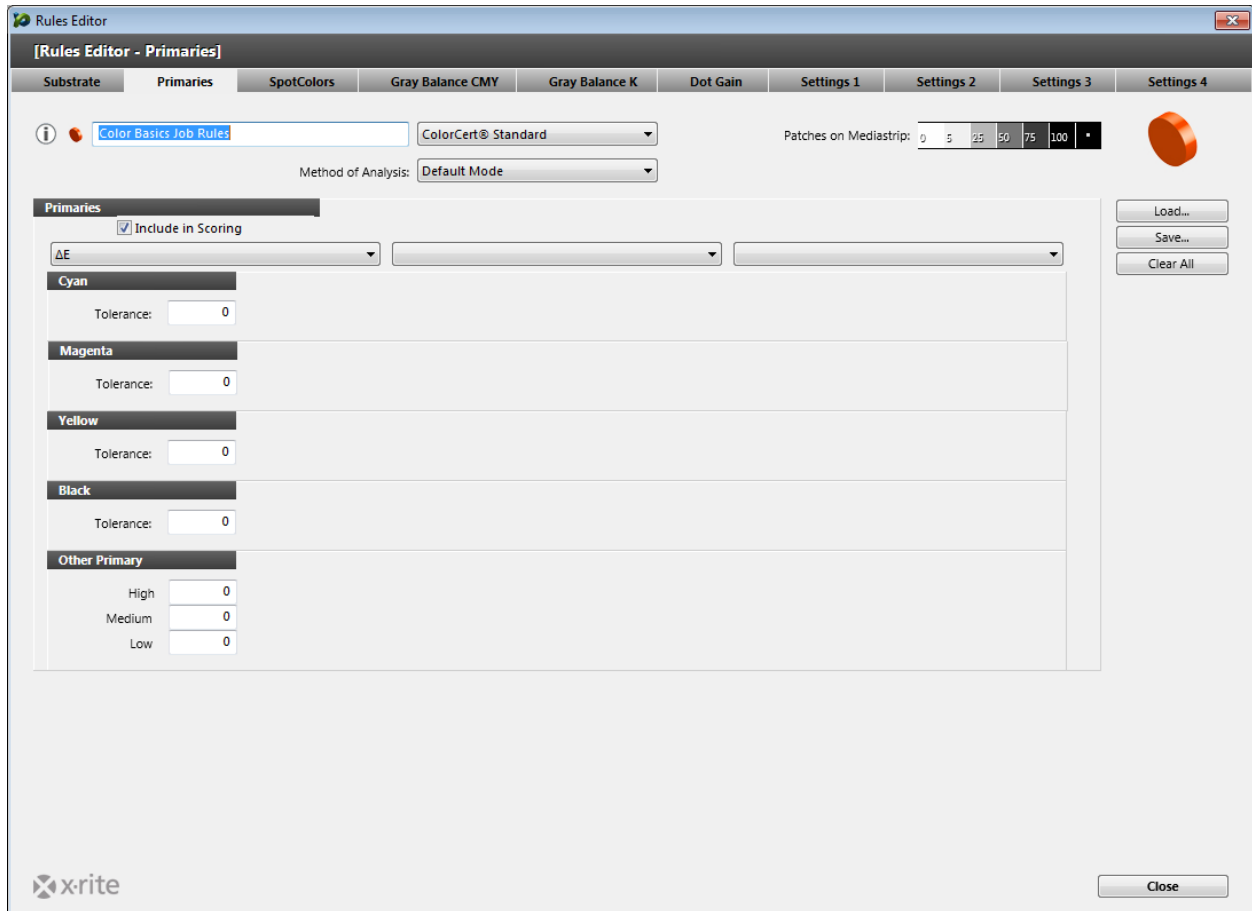 Rules Editor
[Rules Editor - Primaries]
Substrate Primaries SpotColors Gray Balance CMY Gray Balance K Dot Gain Settings 1 Settings 2 Settings 3 Settings 4
Color Basics Job Rules ColorCert® Standard Patches on Mediastrip: 0 5 25 50 75 100 *
Method of Analysis: Default Mode
Primaries
Include in Scoring
ΔE
Load...
Save...
Clear All
Cyan
Tolerance: 0
Magenta
Tolerance: 0
Yellow
Tolerance: 0
Black
Tolerance: 0
Other Primary
High 0
Medium 0
Low 0
x·rite
Close